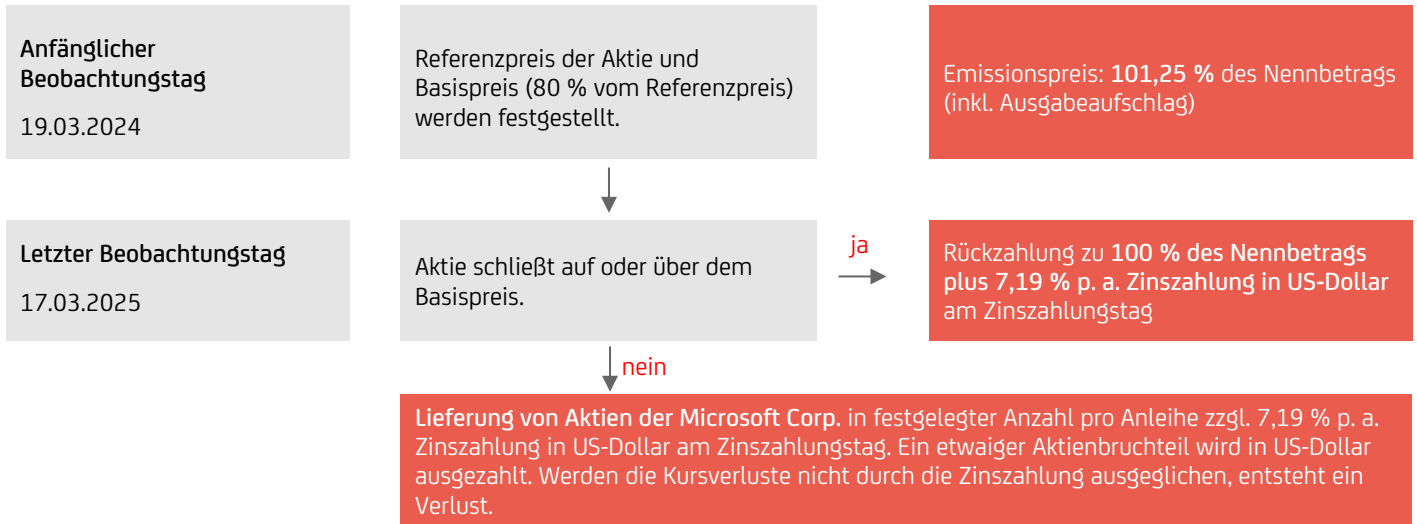 Anfänglicher
Beobachtungstag
19.03.2024
Referenzpreis der Aktie und
Basispreis (80 % vom Referenzpreis)
werden festgestellt.
Emissionspreis: 101,25 % des Nennbetrags
(inkl. Ausgabeaufschlag)
Letzter Beobachtungstag
17.03.2025
Aktie schließt auf oder über dem
Basispreis.
ja
Rückzahlung zu 100 % des Nennbetrags
plus 7,19 % p. a. Zinszahlung in US-Dollar
am Zinszahlungstag
nein
Lieferung von Aktien der Microsoft Corp. in festgelegter Anzahl pro Anleihe zzgl. 7,19 % p. a.
Zinszahlung in US-Dollar am Zinszahlungstag. Ein etwaiger Aktienbruchteil wird in US-Dollar
ausgezahlt. Werden die Kursverluste nicht durch die Zinszahlung ausgeglichen, entsteht ein
Verlust.